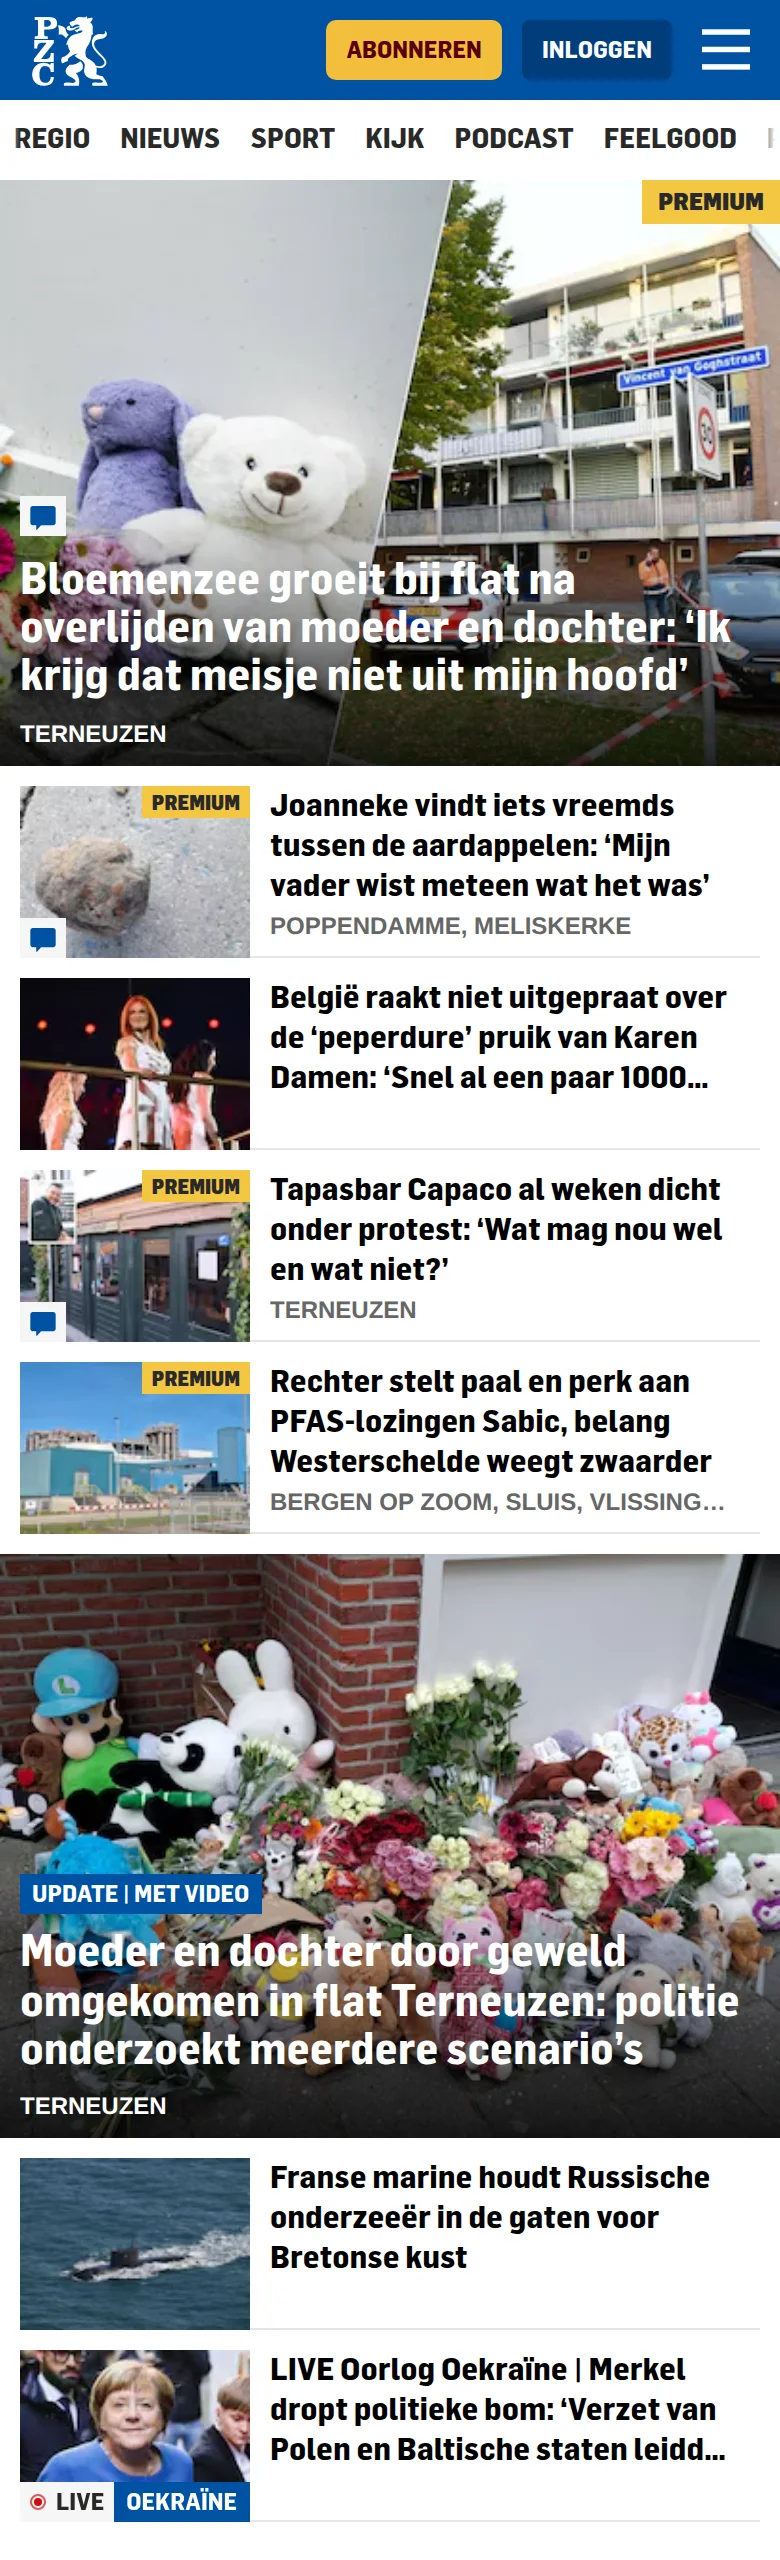 PZC
ABONNEREN
INLOGGEN
REGIO NIEUWS SPORT KIJK PODCAST FEELGOOD
PREMIUM
Vincent van Goghstraat
30
Bloemenzee groeit bij flat na
overlijden van moeder en dochter: ‘Ik
krijg dat meisje niet uit mijn hoofd’
TERNEUZEN
PREMIUM
Joanneke vindt iets vreemds
tussen de aardappelen: ‘Mijn
vader wist meteen wat het was’
POPPENDAMME, MELISKERKE
België raakt niet uitgepraat over
de ‘peperdure’ pruik van Karen
Damen: ‘Snel al een paar 1000...
PREMIUM
Tapasbar Capaco al weken dicht
onder protest: ‘Wat mag nou wel
en wat niet?’
TERNEUZEN
PREMIUM
Rechter stelt paal en perk aan
PFAS-lozingen Sabic, belang
Westerschelde weegt zwaarder
BERGEN OP ZOOM, SLUIS, VLISSING...
L
UPDATE | MET VIDEO
Moeder en dochter door geweld
omgekomen in flat Terneuzen: politie
onderzoekt meerdere scenario’s
TERNEUZEN
Franse marine houdt Russische
onderzeeër in de gaten voor
Bretonse kust
LIVE Oorlog Oekraïne | Merkel
dropt politieke bom: ‘Verzet van
Polen en Baltische staten leidd...
LIVE OEKRAÏNE